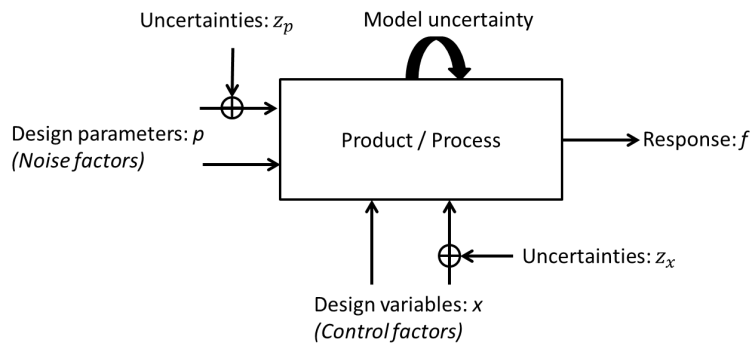 Uncertainties: z_p
Model uncertainty
Design parameters: p
(Noise factors)
Product / Process
Response: f
Uncertainties: z_x
Design variables: x
(Control factors)